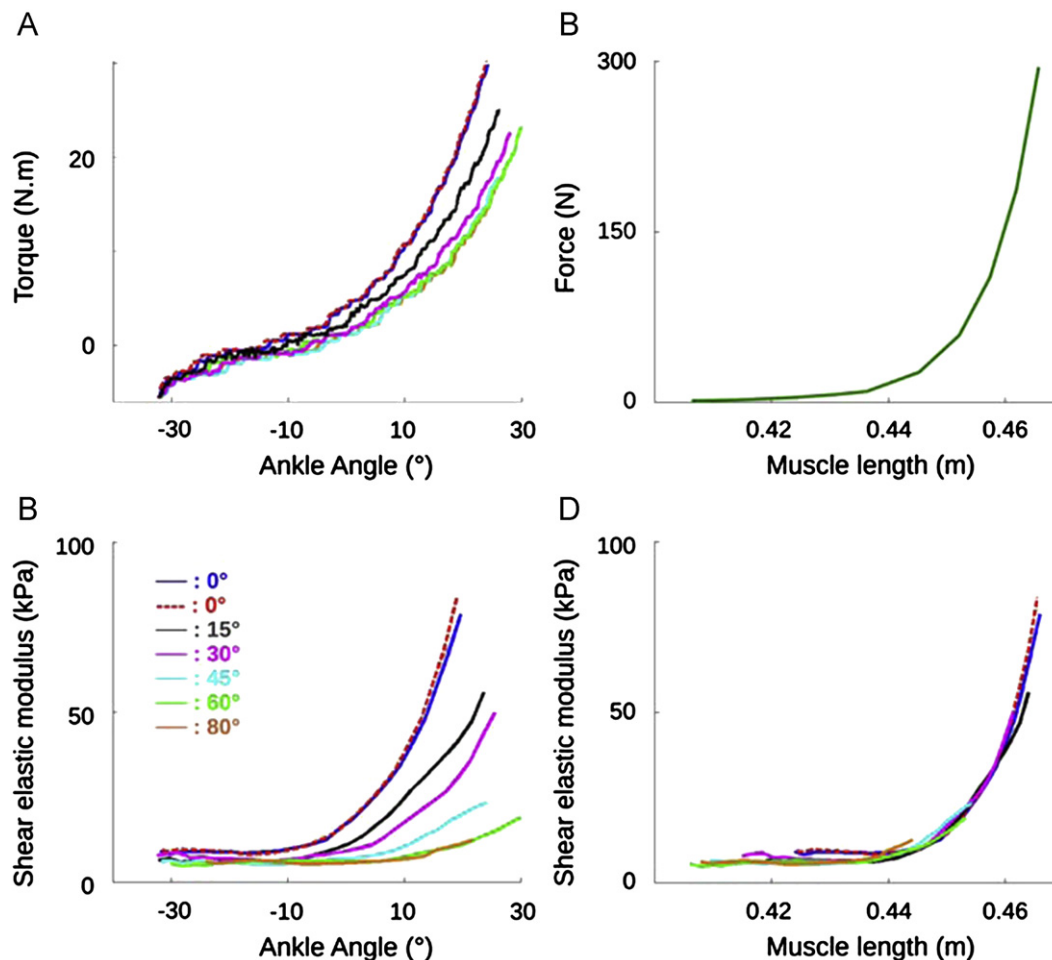 A
Torque (N.m)
20
0
-30 -10 10 30
Ankle Angle (°)
B
Force (N)
300
150
0
0.42 0.44 0.46
Muscle length (m)
B
Shear elastic modulus (kPa)
100
50
0
: 0°
: 0°
: 15°
: 30°
: 45°
: 60°
: 80°
-30 -10 10 30
Ankle Angle (°)
D
Shear elastic modulus (kPa)
100
50
0
0.42 0.44 0.46
Muscle length (m)